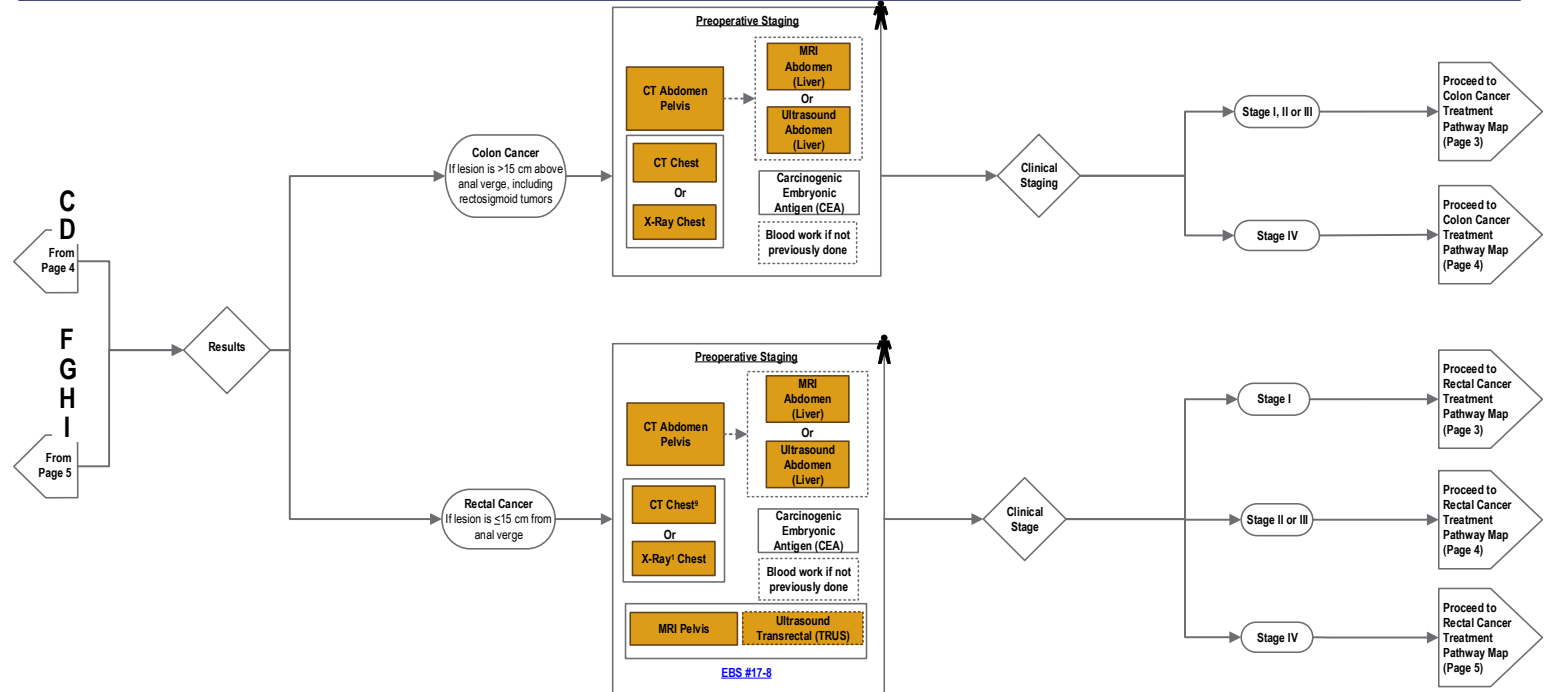 C
D
From
Page 4
F
G
H
I
From
Page 5
Results
Colon Cancer
If lesion is >15 cm above
anal verge, including
rectosigmoid tumors
Preoperative Staging
CT Abdomen
Pelvis
MRI
Abdomen
(Liver)
Or
Ultrasound
Abdomen
(Liver)
CT Chest
Or
X-Ray Chest
Carcinogenic
Embryonic
Antigen (CEA)
Blood work if not
previously done
Clinical
Staging
Stage I, II or III
Proceed to
Colon Cancer
Treatment
Pathway Map
(Page 3)
Stage IV
Proceed to
Colon Cancer
Treatment
Pathway Map
(Page 4)
Rectal Cancer
If lesion is ≤15 cm from
anal verge
Preoperative Staging
CT Abdomen
Pelvis
MRI
Abdomen
(Liver)
Or
Ultrasound
Abdomen
(Liver)
CT Chest⁹
Or
X-Ray¹ Chest
Carcinogenic
Embryonic
Antigen (CEA)
Blood work if not
previously done
MRI Pelvis
Ultrasound
Transrectal (TRUS)
EBS #17-8
Clinical
Stage
Stage I
Proceed to
Rectal Cancer
Treatment
Pathway Map
(Page 3)
Stage II or III
Proceed to
Rectal Cancer
Treatment
Pathway Map
(Page 4)
Stage IV
Proceed to
Rectal Cancer
Treatment
Pathway Map
(Page 5)